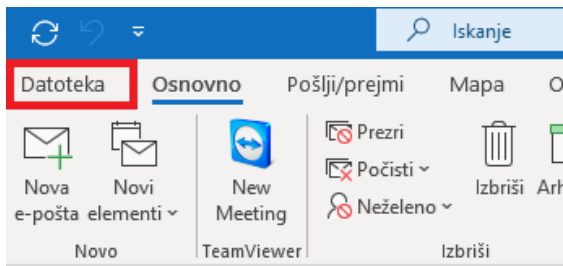 Iskanje
Datoteka Osnovno Pošlji/prejmi Mapa
Prezri
Počisti
Neželeno
Nova e-pošta
Novi elementi
New Meeting
Izbriši
Novo TeamViewer Izbriši